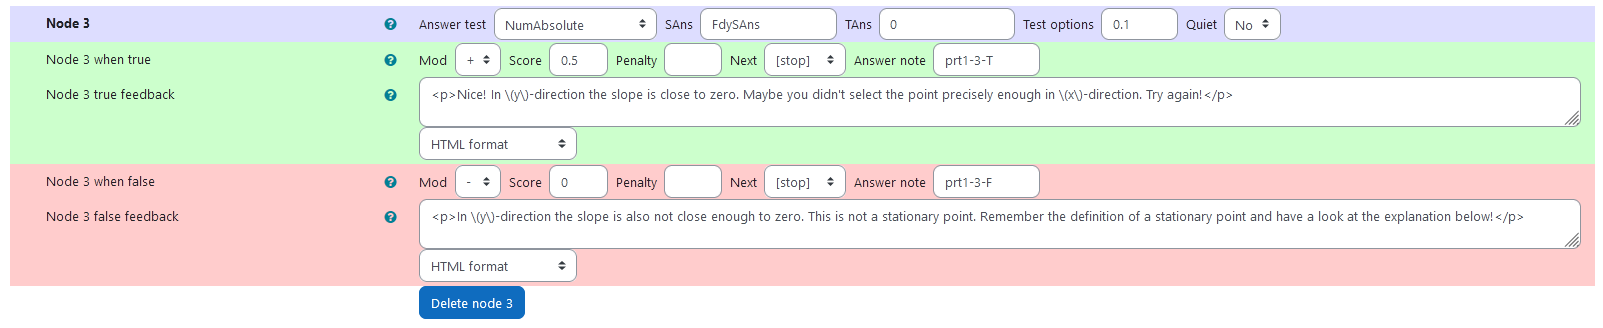 Node 3 Answer test NumAbsolute SAns FdySAns TAns 0 Test options 0.1 Quiet No
Node 3 when true Mod + Score 0.5 Penalty Next [stop] Answer note prt1-3-T
Node 3 true feedback <p>Nice! In \(y\)-direction the slope is close to zero. Maybe you didn't select the point precisely enough in \(x\)-direction. Try again!</p>
HTML format
Node 3 when false Mod - Score 0 Penalty Next [stop] Answer note prt1-3-F
Node 3 false feedback <p>In \(y\)-direction the slope is also not close enough to zero. This is not a stationary point. Remember the definition of a stationary point and have a look at the explanation below!</p>
HTML format
Delete node 3